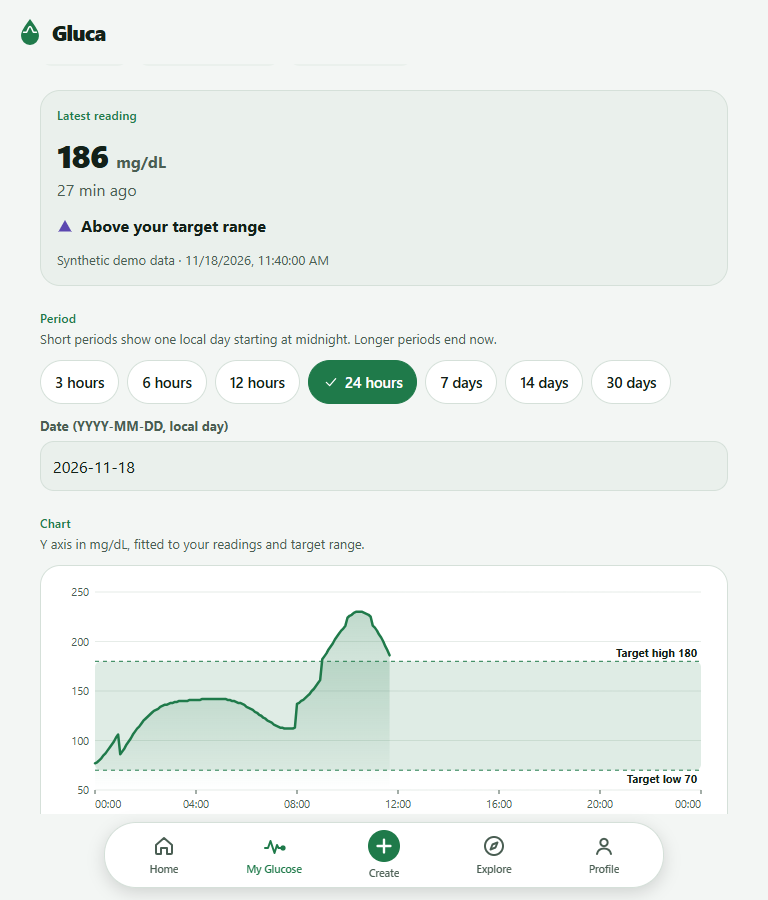 Gluca
Latest reading
186 mg/dL
27 min ago
Above your target range
Synthetic demo data · 11/18/2026, 11:40:00 AM
Period
Short periods show one local day starting at midnight. Longer periods end now.
3 hours 6 hours 12 hours 24 hours 7 days 14 days 30 days
Date (YYYY-MM-DD, local day)
2026-11-18
Chart
Y axis in mg/dL, fitted to your readings and target range.
250
200
Target high 180
150
100
Target low 70
50
00:00 04:00 08:00 12:00 16:00 20:00 00:00
Home My Glucose Create Explore Profile